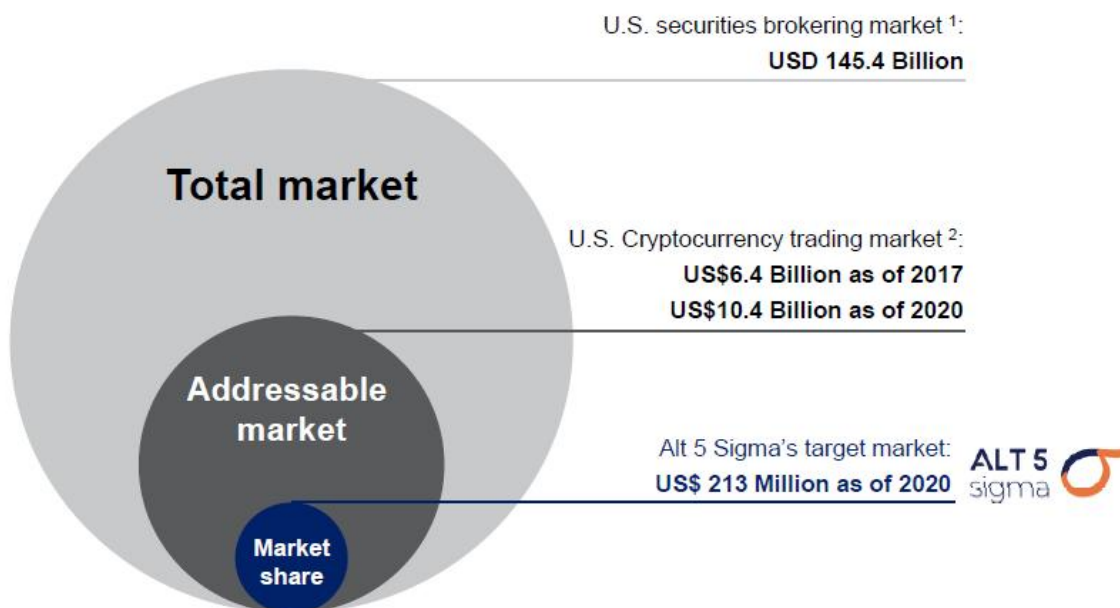 U.S. securities brokering market ¹:
USD 145.4 Billion
Total market
U.S. Cryptocurrency trading market ²:
US$6.4 Billion as of 2017
US$10.4 Billion as of 2020
Addressable
market
Alt 5 Sigma’s target market:
US$ 213 Million as of 2020
ALT 5
sigma
Market
share